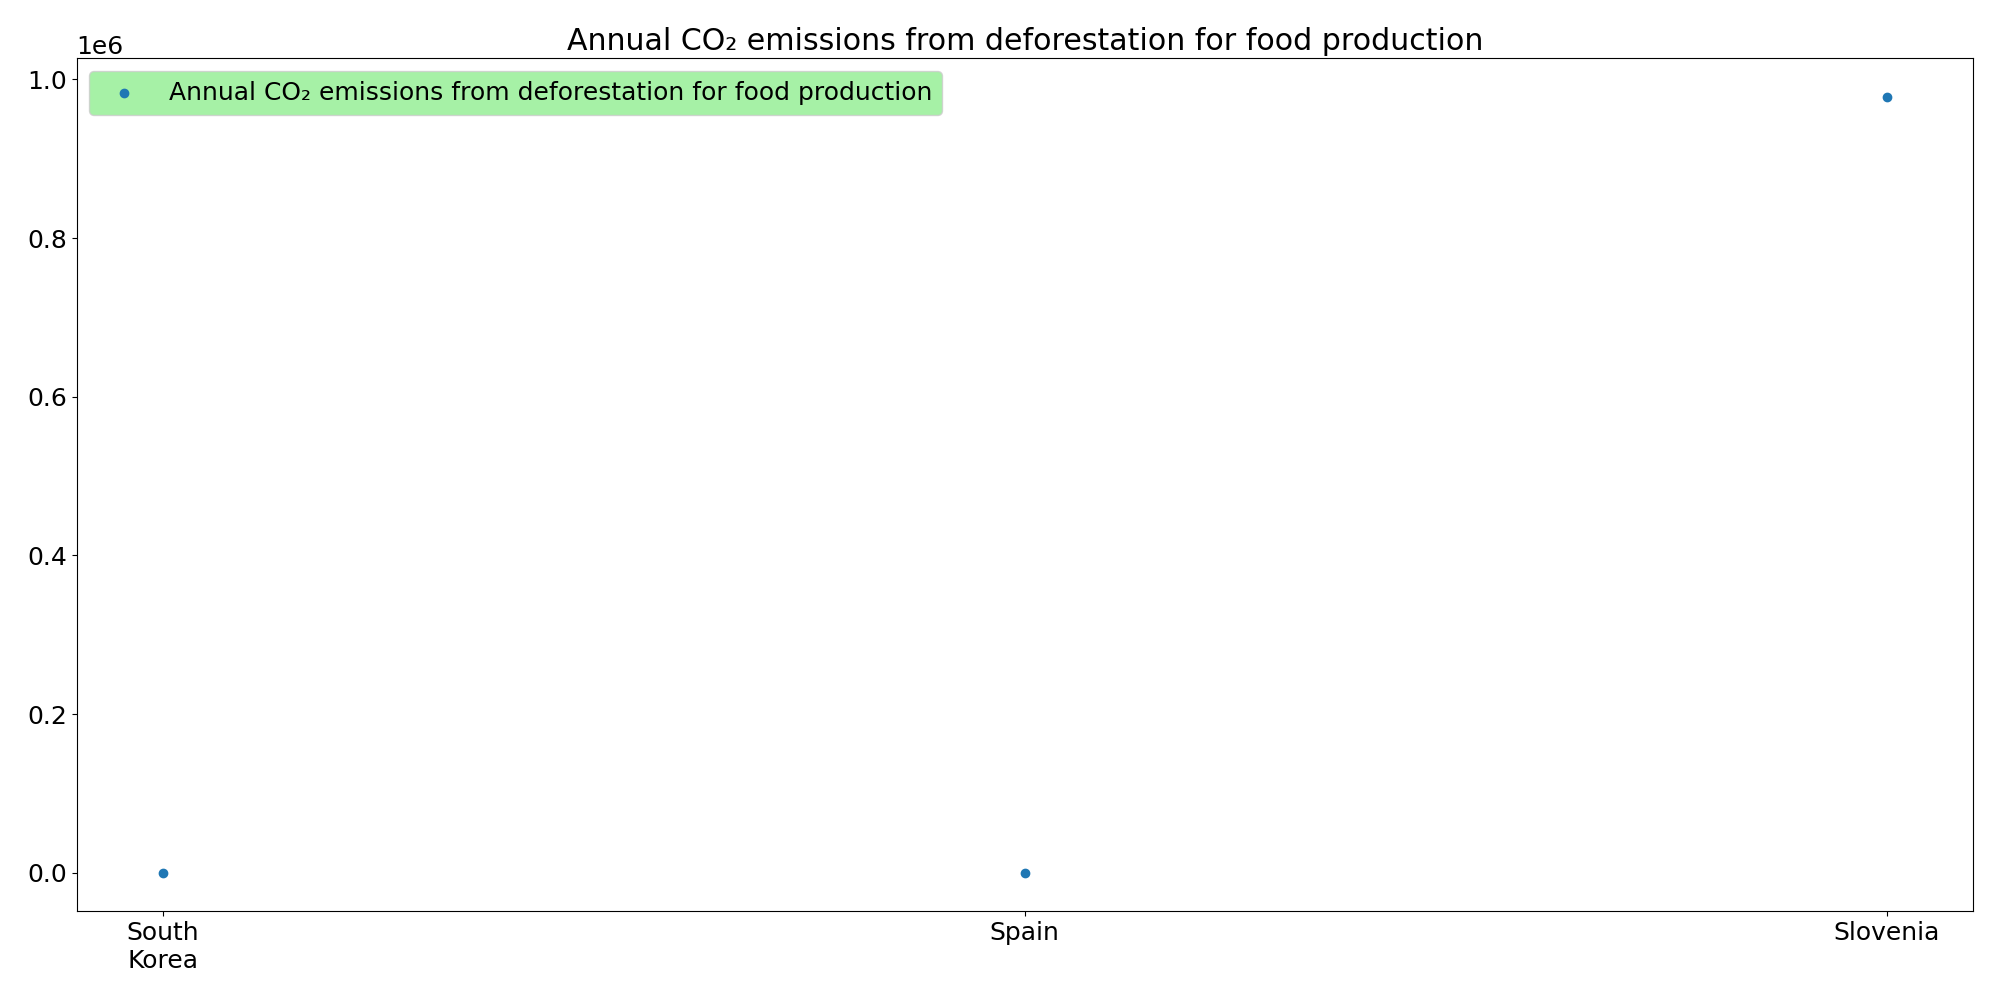 Annual CO₂ emissions from deforestation for food production
1e6
1.0
Annual CO₂ emissions from deforestation for food production
0.8
0.6
0.4
0.2
0.0
South
Korea
Spain
Slovenia